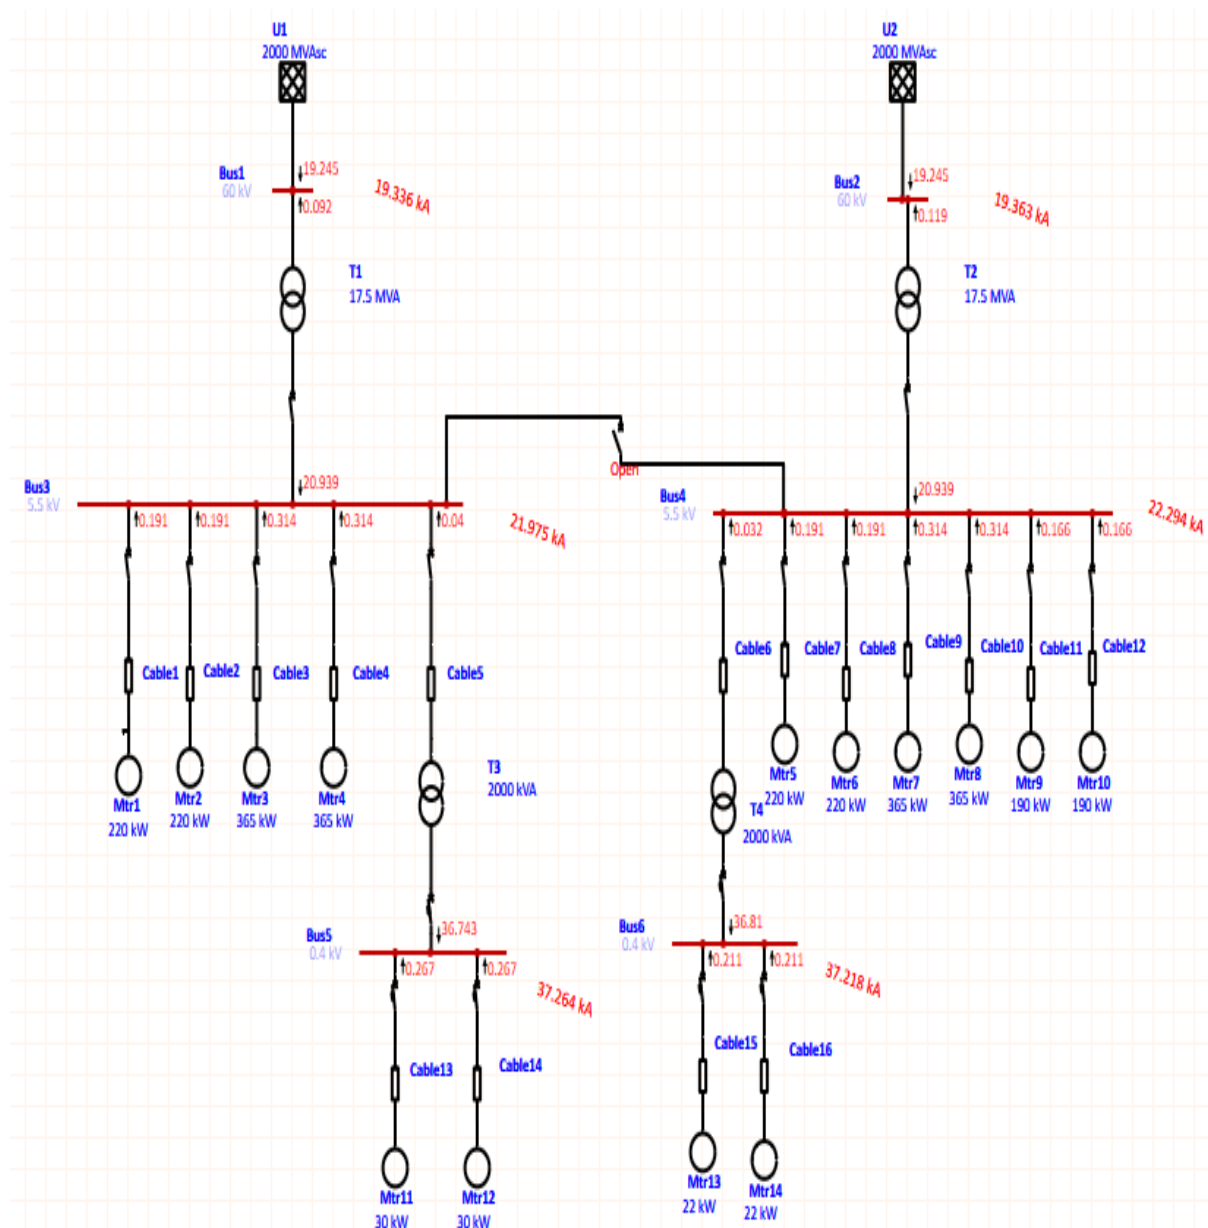 U1
2000 MVAsc
U2
2000 MVAsc
Bus1
60 kV
19.245
0.092
19.336 kA
Bus2
60 kV
19.245
0.119
19.363 kA
T1
17.5 MVA
T2
17.5 MVA
Open
Bus3
5.5 kV
20.939
0.191
0.191
0.314
0.314
0.04
21.975 kA
Bus4
5.5 kV
20.939
0.032
0.191
0.191
0.314
0.314
0.166
0.166
22.294 kA
Cable1
Cable2
Cable3
Cable4
Cable5
Cable6
Cable7
Cable8
Cable9
Cable10
Cable11
Cable12
Mtr1
220 kW
Mtr2
220 kW
Mtr3
365 kW
Mtr4
365 kW
T3
2000 kVA
T4
2000 kVA
Mtr5
220 kW
Mtr6
220 kW
Mtr7
365 kW
Mtr8
365 kW
Mtr9
190 kW
Mtr10
190 kW
Bus5
0.4 kV
36.743
0.267
0.267
37.264 kA
Bus6
0.4 kV
36.81
0.211
0.211
37.218 kA
Cable13
Cable14
Cable15
Cable16
Mtr11
30 kW
Mtr12
30 kW
Mtr13
22 kW
Mtr14
22 kW